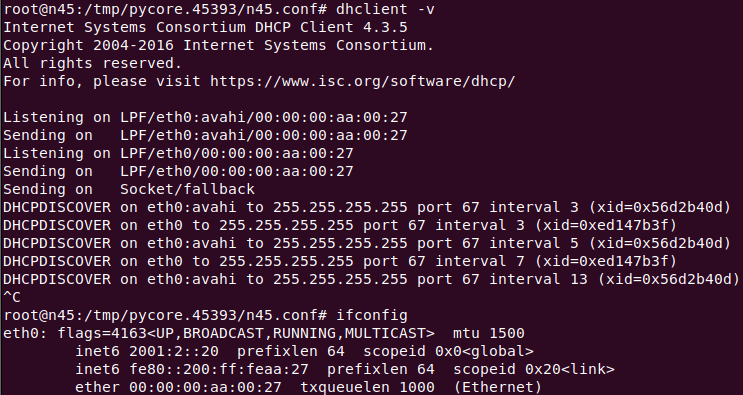 root@n45:/tmp/pycore.45393/n45.conf# dhclient -v
Internet Systems Consortium DHCP Client 4.3.5
Copyright 2004-2016 Internet Systems Consortium.
All rights reserved.
For info, please visit https://www.isc.org/software/dhcp/

Listening on LPF/eth0:avahi/00:00:00:aa:00:27
Sending on   LPF/eth0:avahi/00:00:00:aa:00:27
Listening on LPF/eth0/00:00:00:aa:00:27
Sending on   LPF/eth0/00:00:00:aa:00:27
Sending on   Socket/fallback
DHCPDISCOVER on eth0:avahi to 255.255.255.255 port 67 interval 3 (xid=0x56d2b40d)
DHCPDISCOVER on eth0 to 255.255.255.255 port 67 interval 3 (xid=0xed147b3f)
DHCPDISCOVER on eth0:avahi to 255.255.255.255 port 67 interval 5 (xid=0x56d2b40d)
DHCPDISCOVER on eth0 to 255.255.255.255 port 67 interval 7 (xid=0xed147b3f)
DHCPDISCOVER on eth0:avahi to 255.255.255.255 port 67 interval 13 (xid=0x56d2b40d)
^C
root@n45:/tmp/pycore.45393/n45.conf# ifconfig
eth0: flags=4163<UP,BROADCAST,RUNNING,MULTICAST>  mtu 1500
        inet6 2001:2::20  prefixlen 64  scopeid 0x0<global>
        inet6 fe80::200:ff:feaa:27  prefixlen 64  scopeid 0x20<link>
        ether 00:00:00:aa:00:27  txqueuelen 1000  (Ethernet)